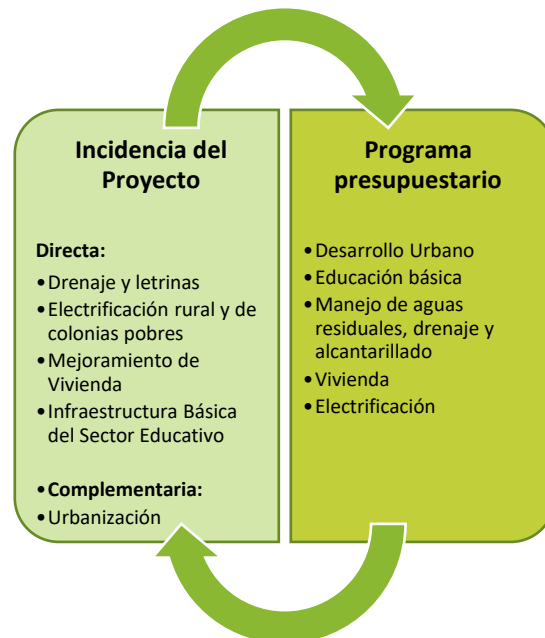 Incidencia del
Proyecto
Directa:
•Drenaje y letrinas
•Electrificación rural y de
colonias pobres
•Mejoramiento de
Vivienda
•Infraestructura Básica
del Sector Educativo
•Complementaria:
•Urbanización
Programa
presupuestario
•Desarrollo Urbano
•Educación básica
•Manejo de aguas
residuales, drenaje y
alcantarillado
•Vivienda
•Electrificación